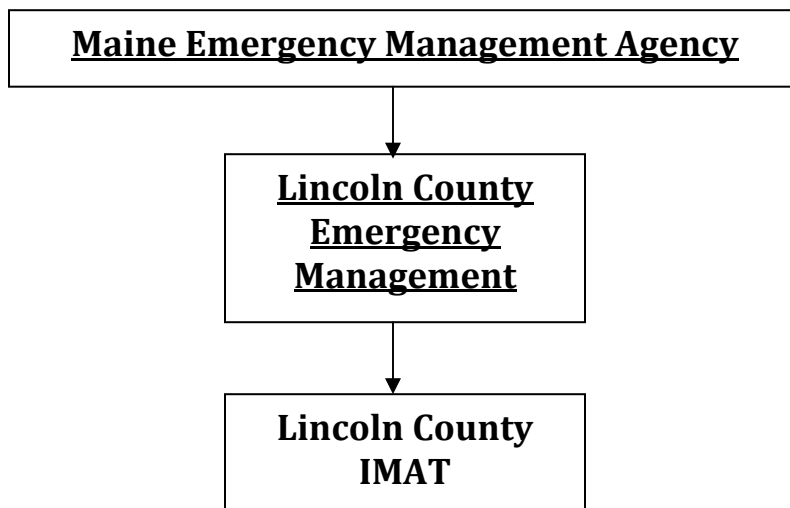 Maine Emergency Management Agency
Lincoln County
Emergency
Management
Lincoln County
IMAT